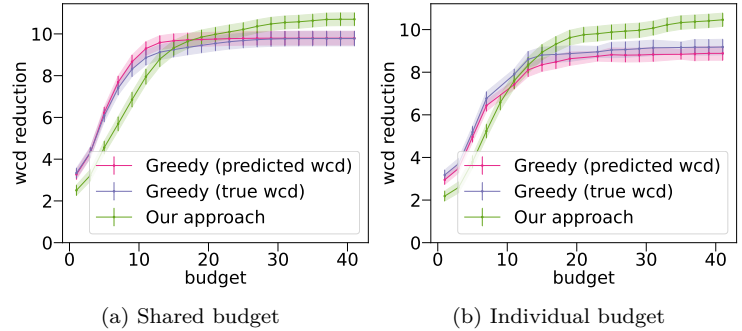 wcd reduction
10
8
6
4
2
0
Greedy (predicted wcd)
Greedy (true wcd)
Our approach
0 10 20 30 40
budget
(a) Shared budget
wcd reduction
10
8
6
4
2
0
Greedy (predicted wcd)
Greedy (true wcd)
Our approach
0 10 20 30 40
budget
(b) Individual budget